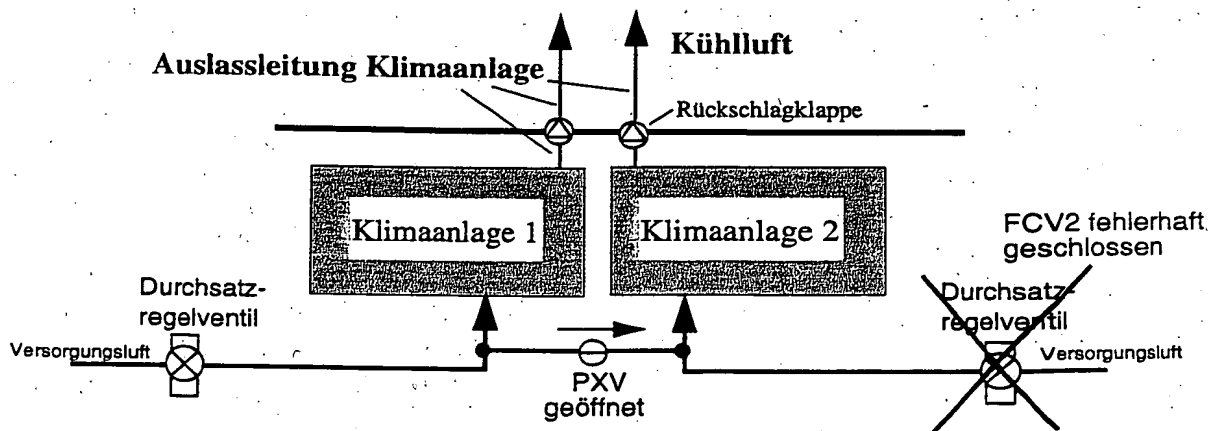 Kühlluft
Auslassleitung Klimaanlage
Rückschlagklappe
Klimaanlage 1
Klimaanlage 2
FCV2 fehlerhaft
geschlossen
Durchsatz-
regelventil
Durchsatz-
regelventil
Versorgungsluft
Versorgungsluft
PXV
geöffnet